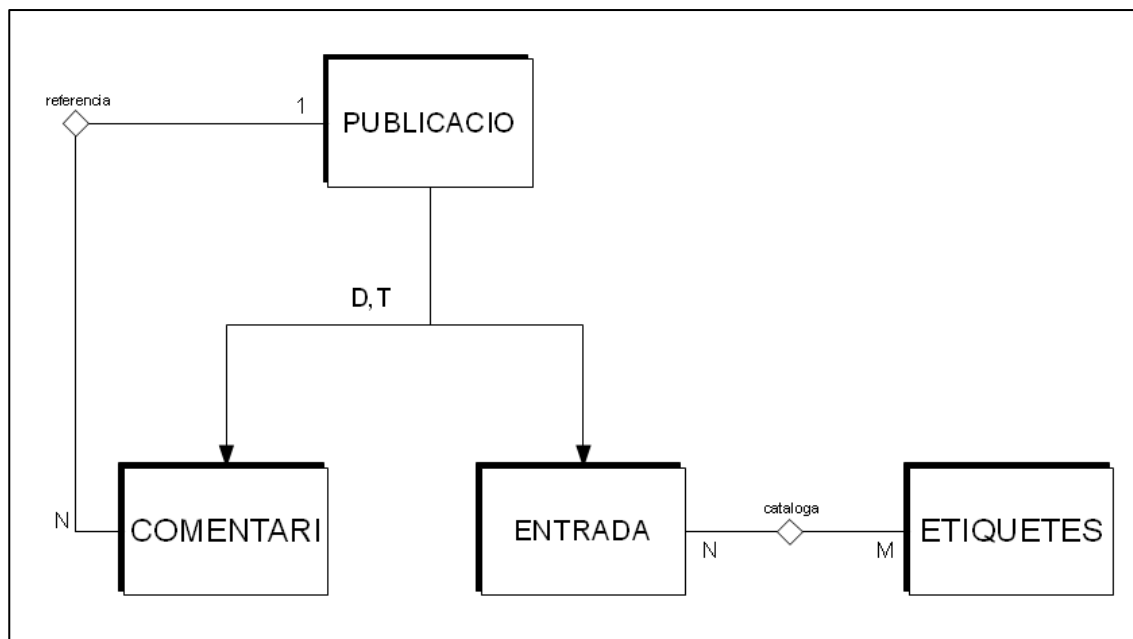 referencia
1
PUBLICACIO
D, T
N
COMENTARI
ENTRADA
N
cataloga
M
ETIQUETES